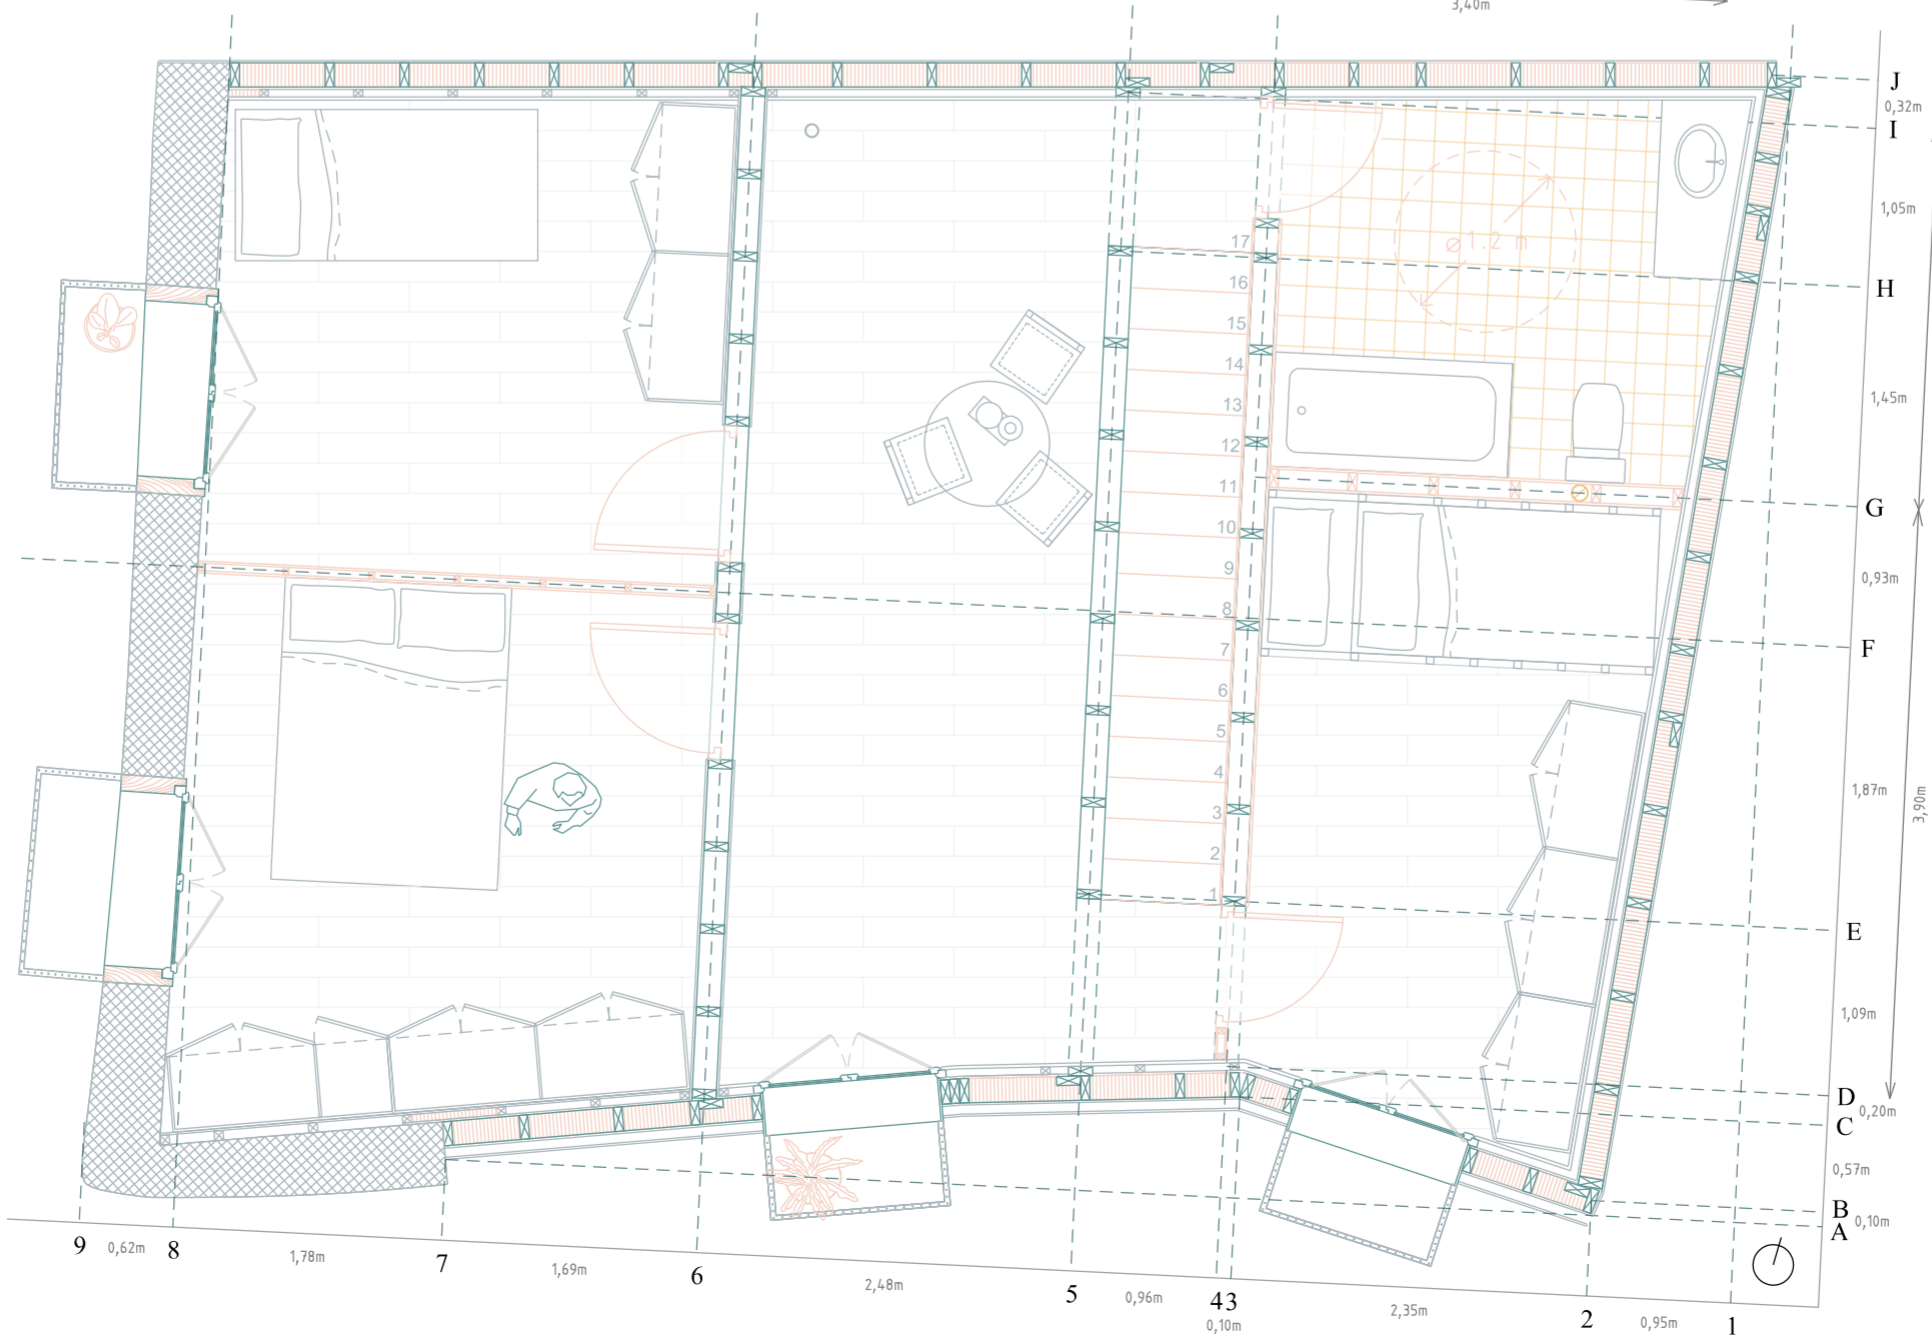 3,40m
J
0,32m
I
1,05m
17
⌀1.2 m
16
H
15
14
1,45m
13
12
11
G
10
9
0,93m
8
F
7
6
5
4
1,87m
3,90m
3
2
1
E
1,09m
D
0,20m
C
0,57m
B
0,10m
A
9
0,62m
8
1,78m
7
1,69m
6
2,48m
5
0,96m
43
0,10m
2,35m
2
0,95m
1